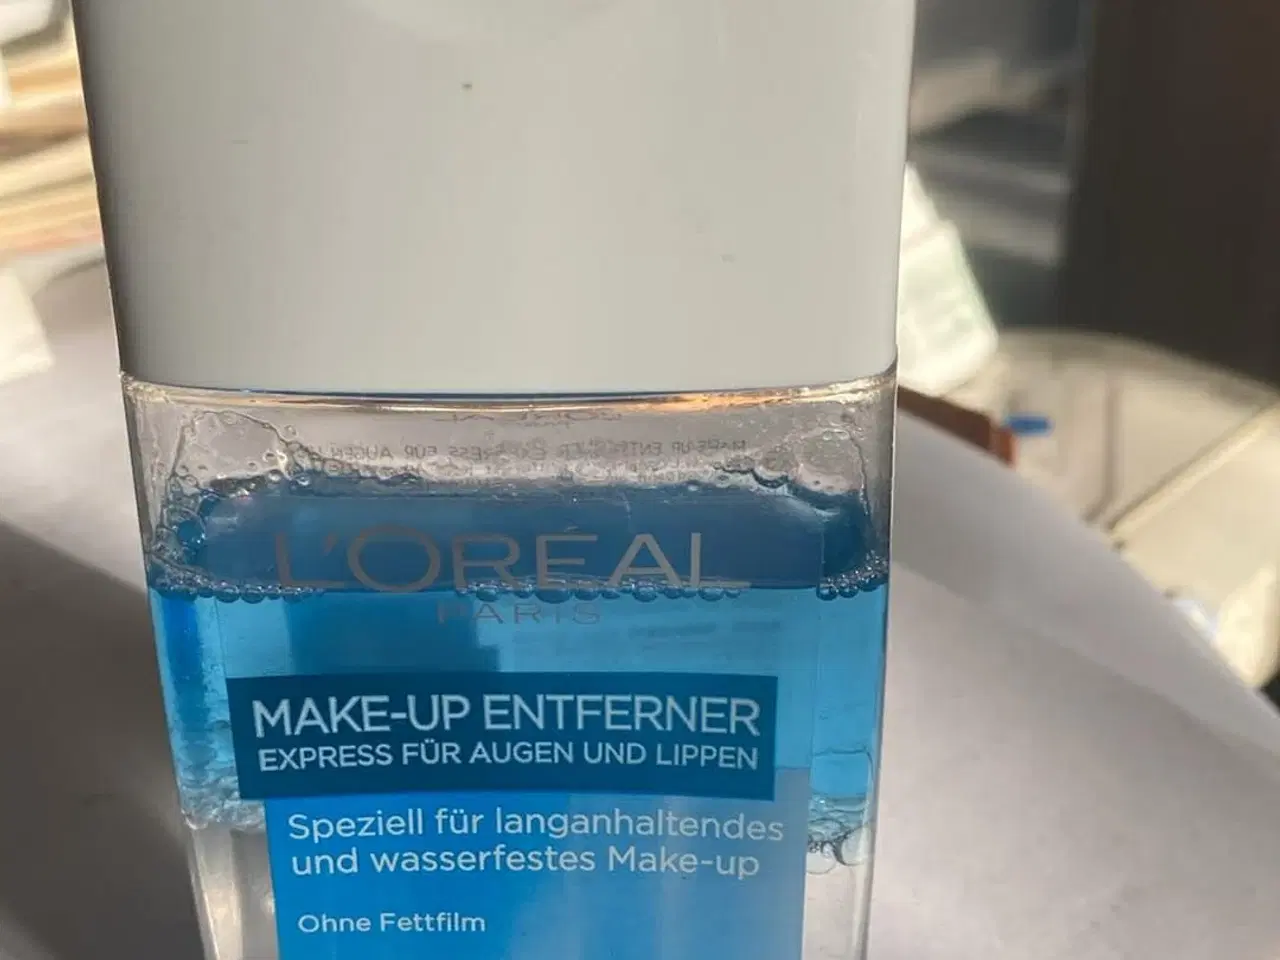 L'ORÉAL
PARIS
MAKE-UP ENTFERNER
EXPRESS FÜR AUGEN UND LIPPEN
Speziell für langanhaltendes
und wasserfestes Make-up
Ohne Fettfilm